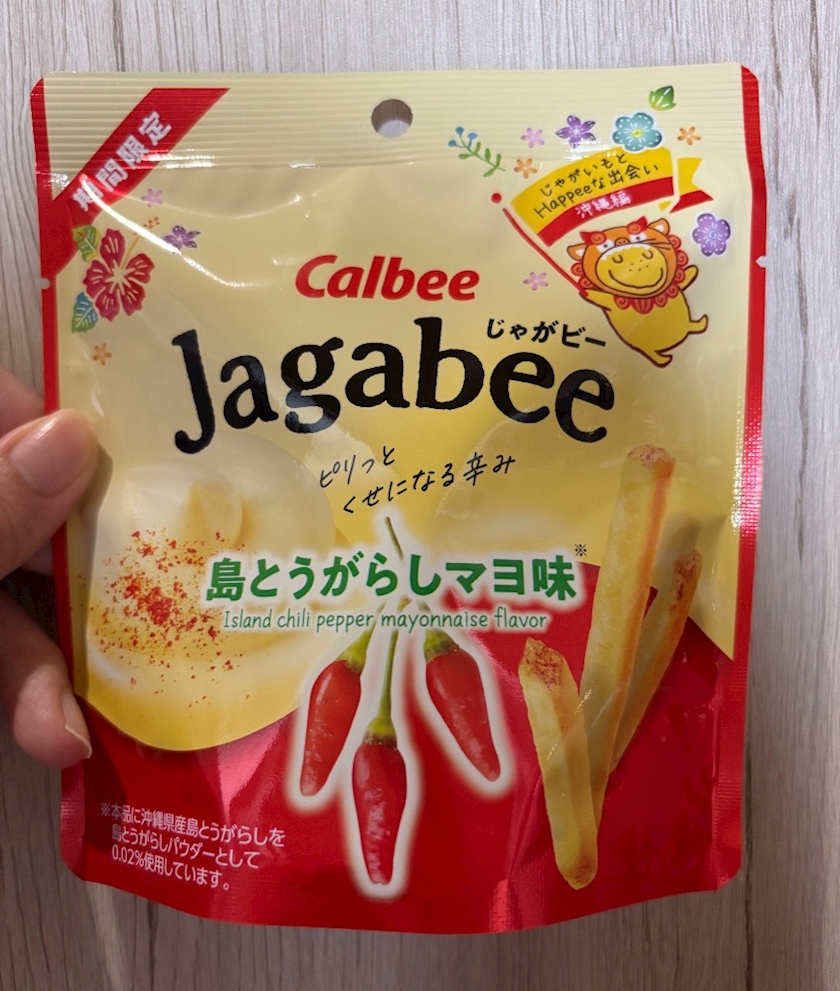 期間限定
じゃがいもと
Happeeな出会い
沖縄編
Calbee
じゃがビー
Jagabee
ピリっと
くせになる辛み
島とうがらしマヨ味※
Island chili pepper mayonnaise flavor
※本品に沖縄県産島とうがらしを
島とうがらしパウダーとして
0.02%使用しています。